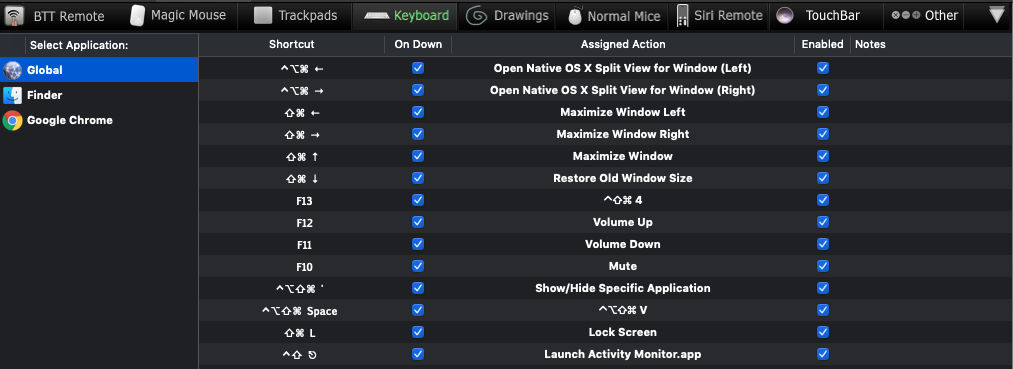 BTT Remote Magic Mouse Trackpads Keyboard Drawings Normal Mice Siri Remote TouchBar Other
Select Application: Shortcut On Down Assigned Action Enabled Notes
Global
Finder
Google Chrome
^⌥⌘ ← Open Native OS X Split View for Window (Left)
^⌥⌘ → Open Native OS X Split View for Window (Right)
⇧⌘ ← Maximize Window Left
⇧⌘ → Maximize Window Right
⇧⌘ ↑ Maximize Window
⇧⌘ ↓ Restore Old Window Size
F13 ^⇧⌘ 4
F12 Volume Up
F11 Volume Down
F10 Mute
^⌥⇧⌘ ' Show/Hide Specific Application
^⌥⇧⌘ Space ^⌥⇧⌘ V
⇧⌘ L Lock Screen
^⇧ ⎋ Launch Activity Monitor.app